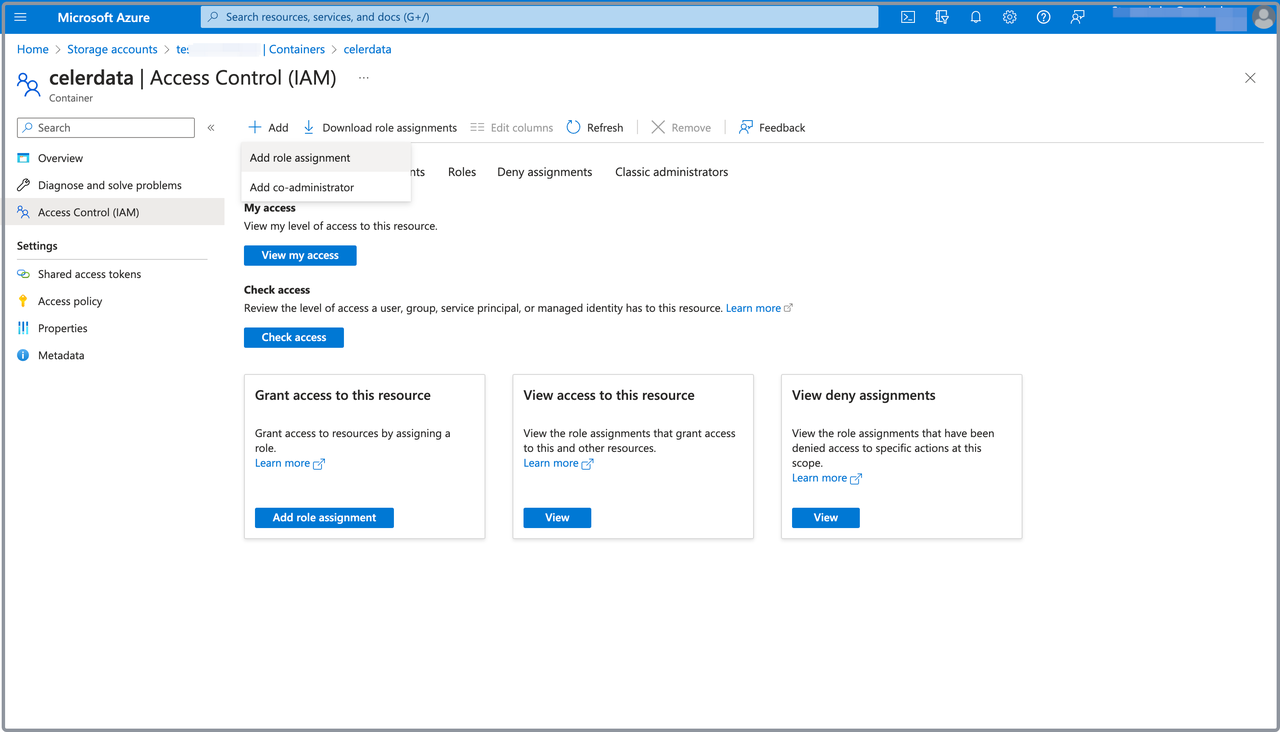 Microsoft Azure
Search resources, services, and docs (G+/)
Home > Storage accounts > tes | Containers > celerdata
celerdata | Access Control (IAM) ...
Container
Search «
+ Add Download role assignments Edit columns Refresh Remove Feedback
Overview
Diagnose and solve problems
Access Control (IAM)
Settings
Shared access tokens
Access policy
Properties
Metadata
Add role assignment
Add co-administrator
nts Roles Deny assignments Classic administrators
My access
View my level of access to this resource.
View my access
Check access
Review the level of access a user, group, service principal, or managed identity has to this resource. Learn more
Check access
Grant access to this resource
Grant access to resources by assigning a
role.
Learn more
Add role assignment
View access to this resource
View the role assignments that grant access
to this and other resources.
Learn more
View
View deny assignments
View the role assignments that have been
denied access to specific actions at this
scope.
Learn more
View